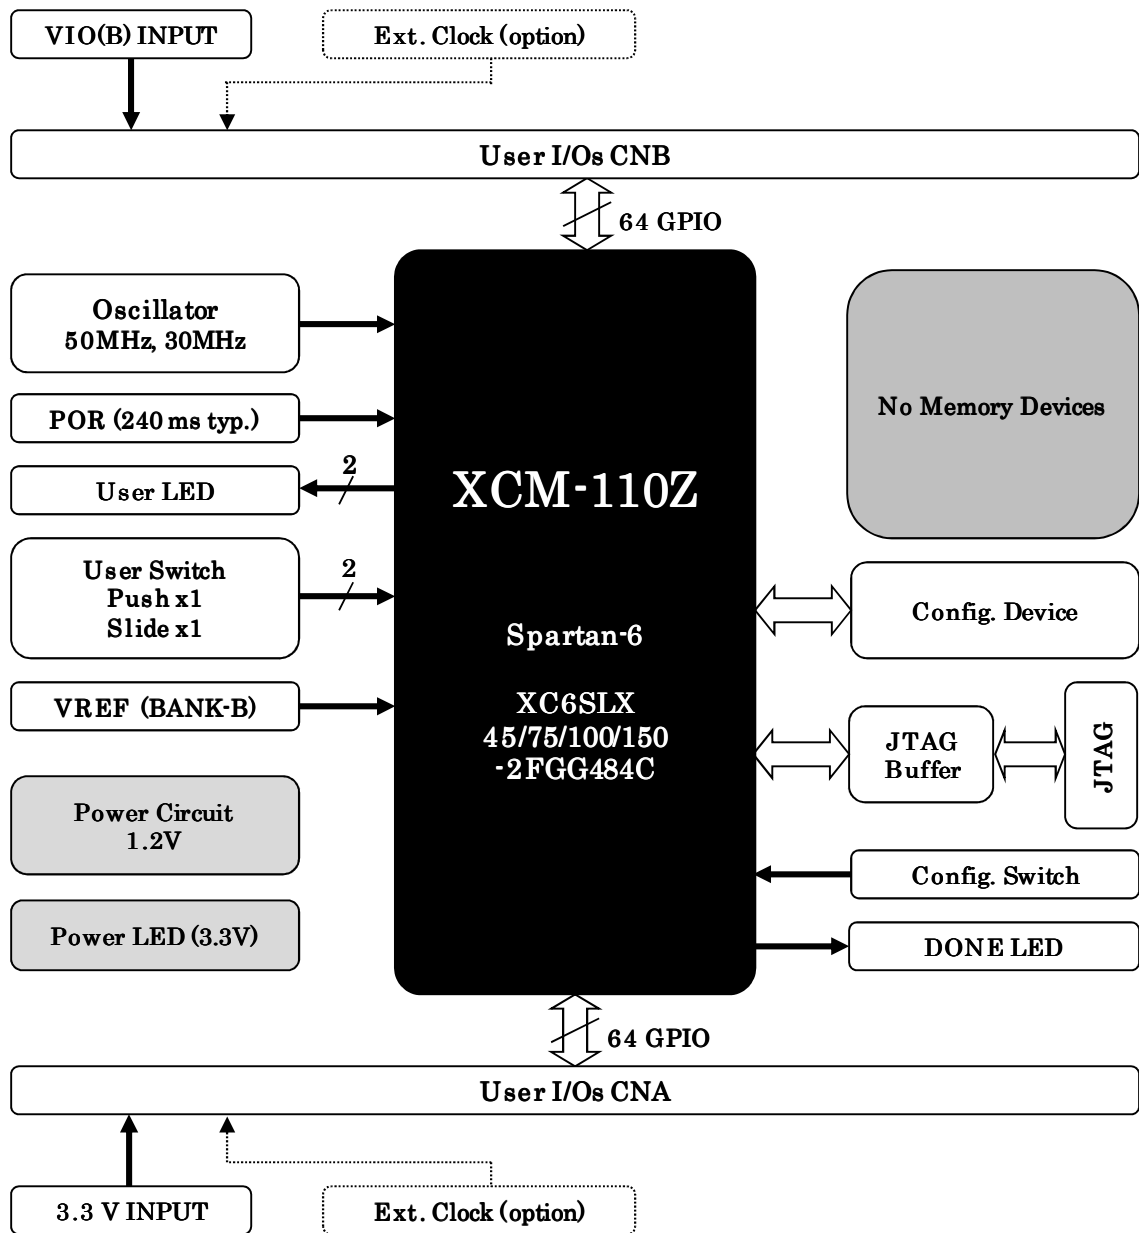 VIO(B) INPUT
Ext. Clock (option)
User I/Os CNB
64 GPIO
Oscillator
50MHz, 30MHz
POR (240 ms typ.)
2
User LED
2
User Switch
Push x1
Slide x1
VREF (BANK-B)
Power Circuit
1.2V
Power LED (3.3V)
XCM-110Z
Spartan-6
XC6SLX
45/75/100/150
-2FGG484C
No Memory Devices
Config. Device
JTAG
Buffer
JTAG
Config. Switch
DONE LED
64 GPIO
User I/Os CNA
3.3 V INPUT
Ext. Clock (option)